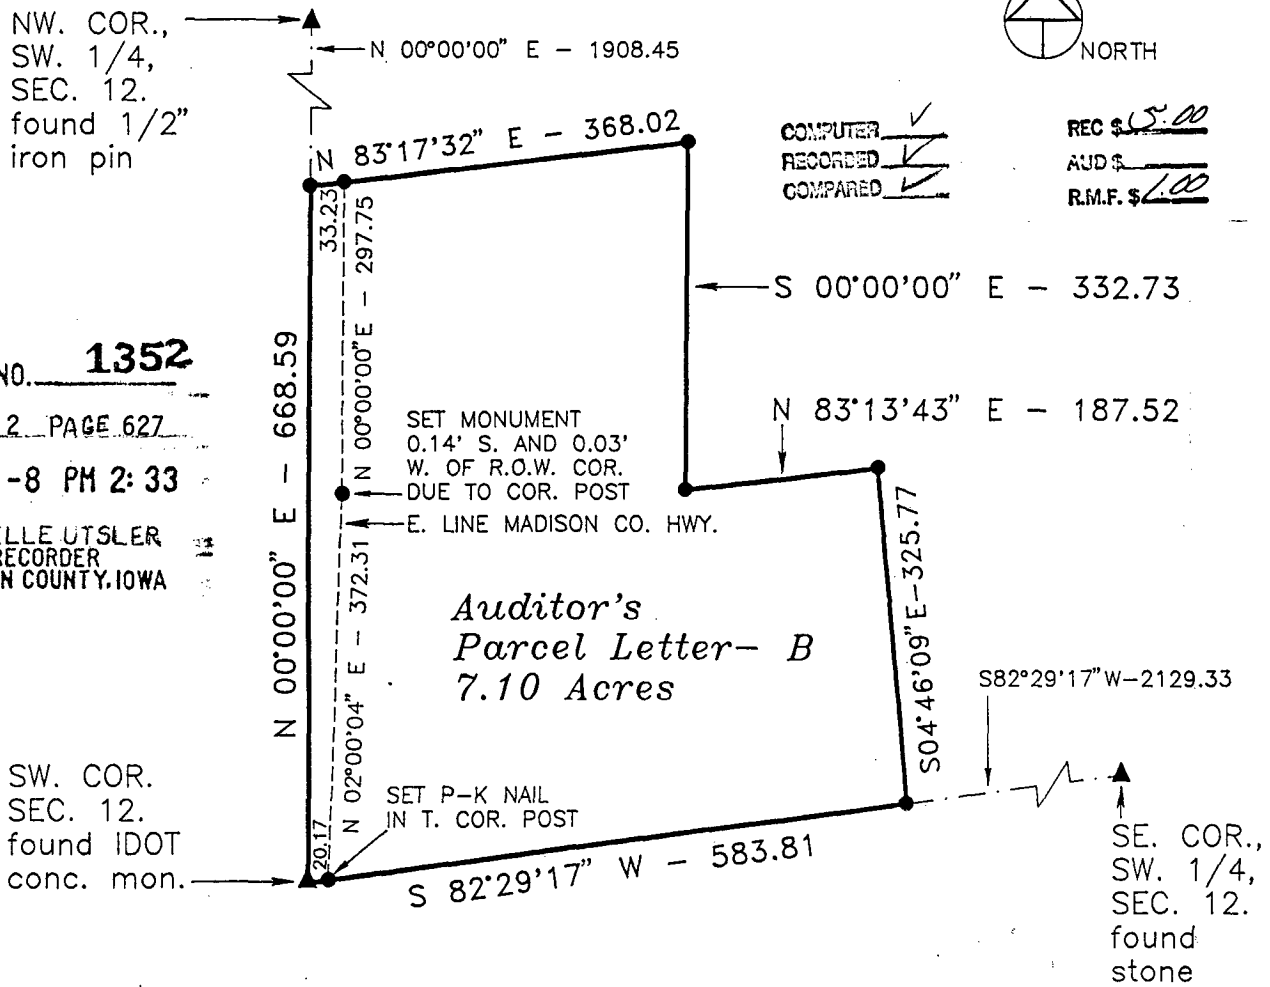 NW. COR.,
SW. 1/4,
SEC. 12.
found 1/2"
iron pin
N 00°00'00" E - 1908.45
NORTH
N 83°17'32" E - 368.02
COMPUTER ✓
RECORDED ✓
COMPARED ✓
REC $ 5.00
AUD $
R.M.F. $ 1.00
33.23
N 00°00'00" E - 297.75
S 00°00'00" E - 332.73
NO. 1352
2 PAGE 627
-8 PM 2:33
ELLE UTSLER
RECORDER
N COUNTY, IOWA
N 00°00'00" E - 668.59
SET MONUMENT
0.14' S. AND 0.03'
W. OF R.O.W. COR.
DUE TO COR. POST
E. LINE MADISON CO. HWY.
N 83°13'43" E - 187.52
N 02°00'04" E - 372.31
Auditor's
Parcel Letter- B
7.10 Acres
S04°46'09"E-325.77
S82°29'17"W-2129.33
SW. COR.
SEC. 12.
found IDOT
conc. mon.
20.17
SET P-K NAIL
IN T. COR. POST
S 82°29'17" W - 583.81
SE. COR.,
SW. 1/4,
SEC. 12.
found
stone